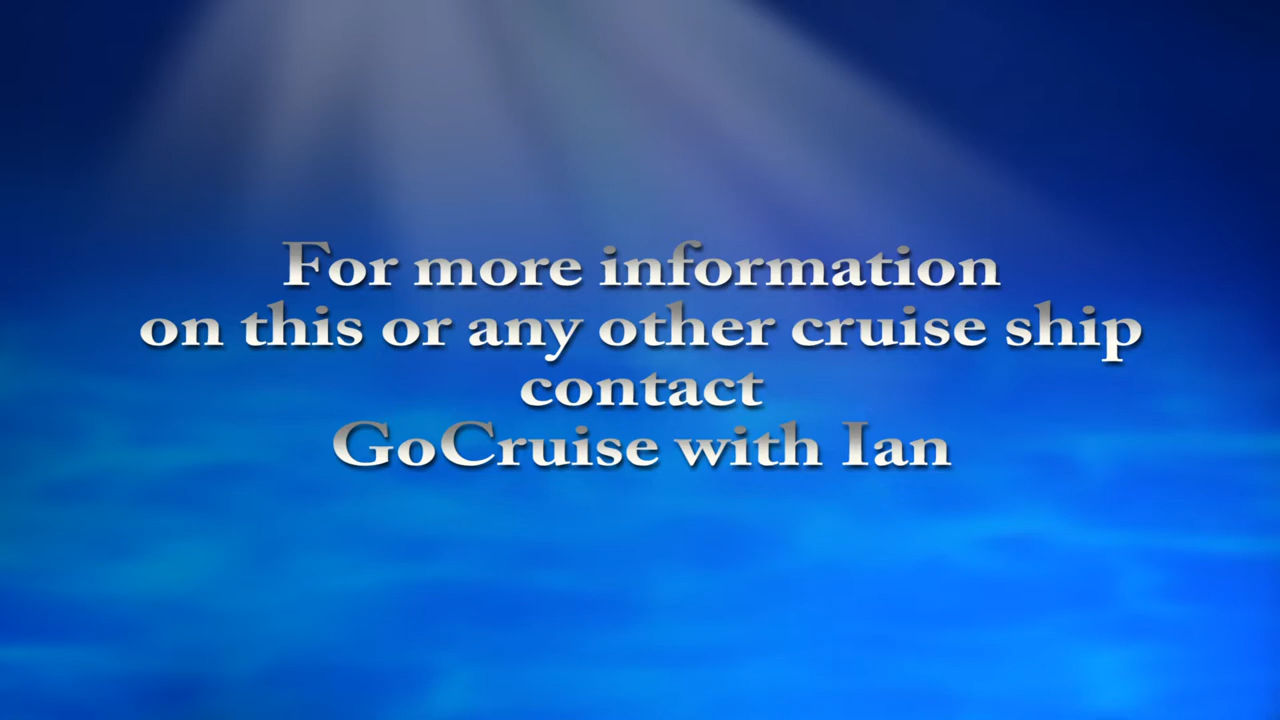 For more information
on this or any other cruise ship
contact
GoCruise with Ian